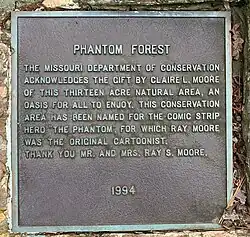 PHANTOM FOREST
THE MISSOURI DEPARTMENT OF CONSERVATION
ACKNOWLEDGES THE GIFT BY CLAIRE L. MOORE
OF THIS THIRTEEN ACRE NATURAL AREA, AN
OASIS FOR ALL TO ENJOY. THIS CONSERVATION
AREA HAS BEEN NAMED FOR THE COMIC STRIP
HERO "THE PHANTOM", FOR WHICH RAY MOORE
WAS THE ORIGINAL CARTOONIST.
THANK YOU MR. AND MRS. RAY S. MOORE.
1994